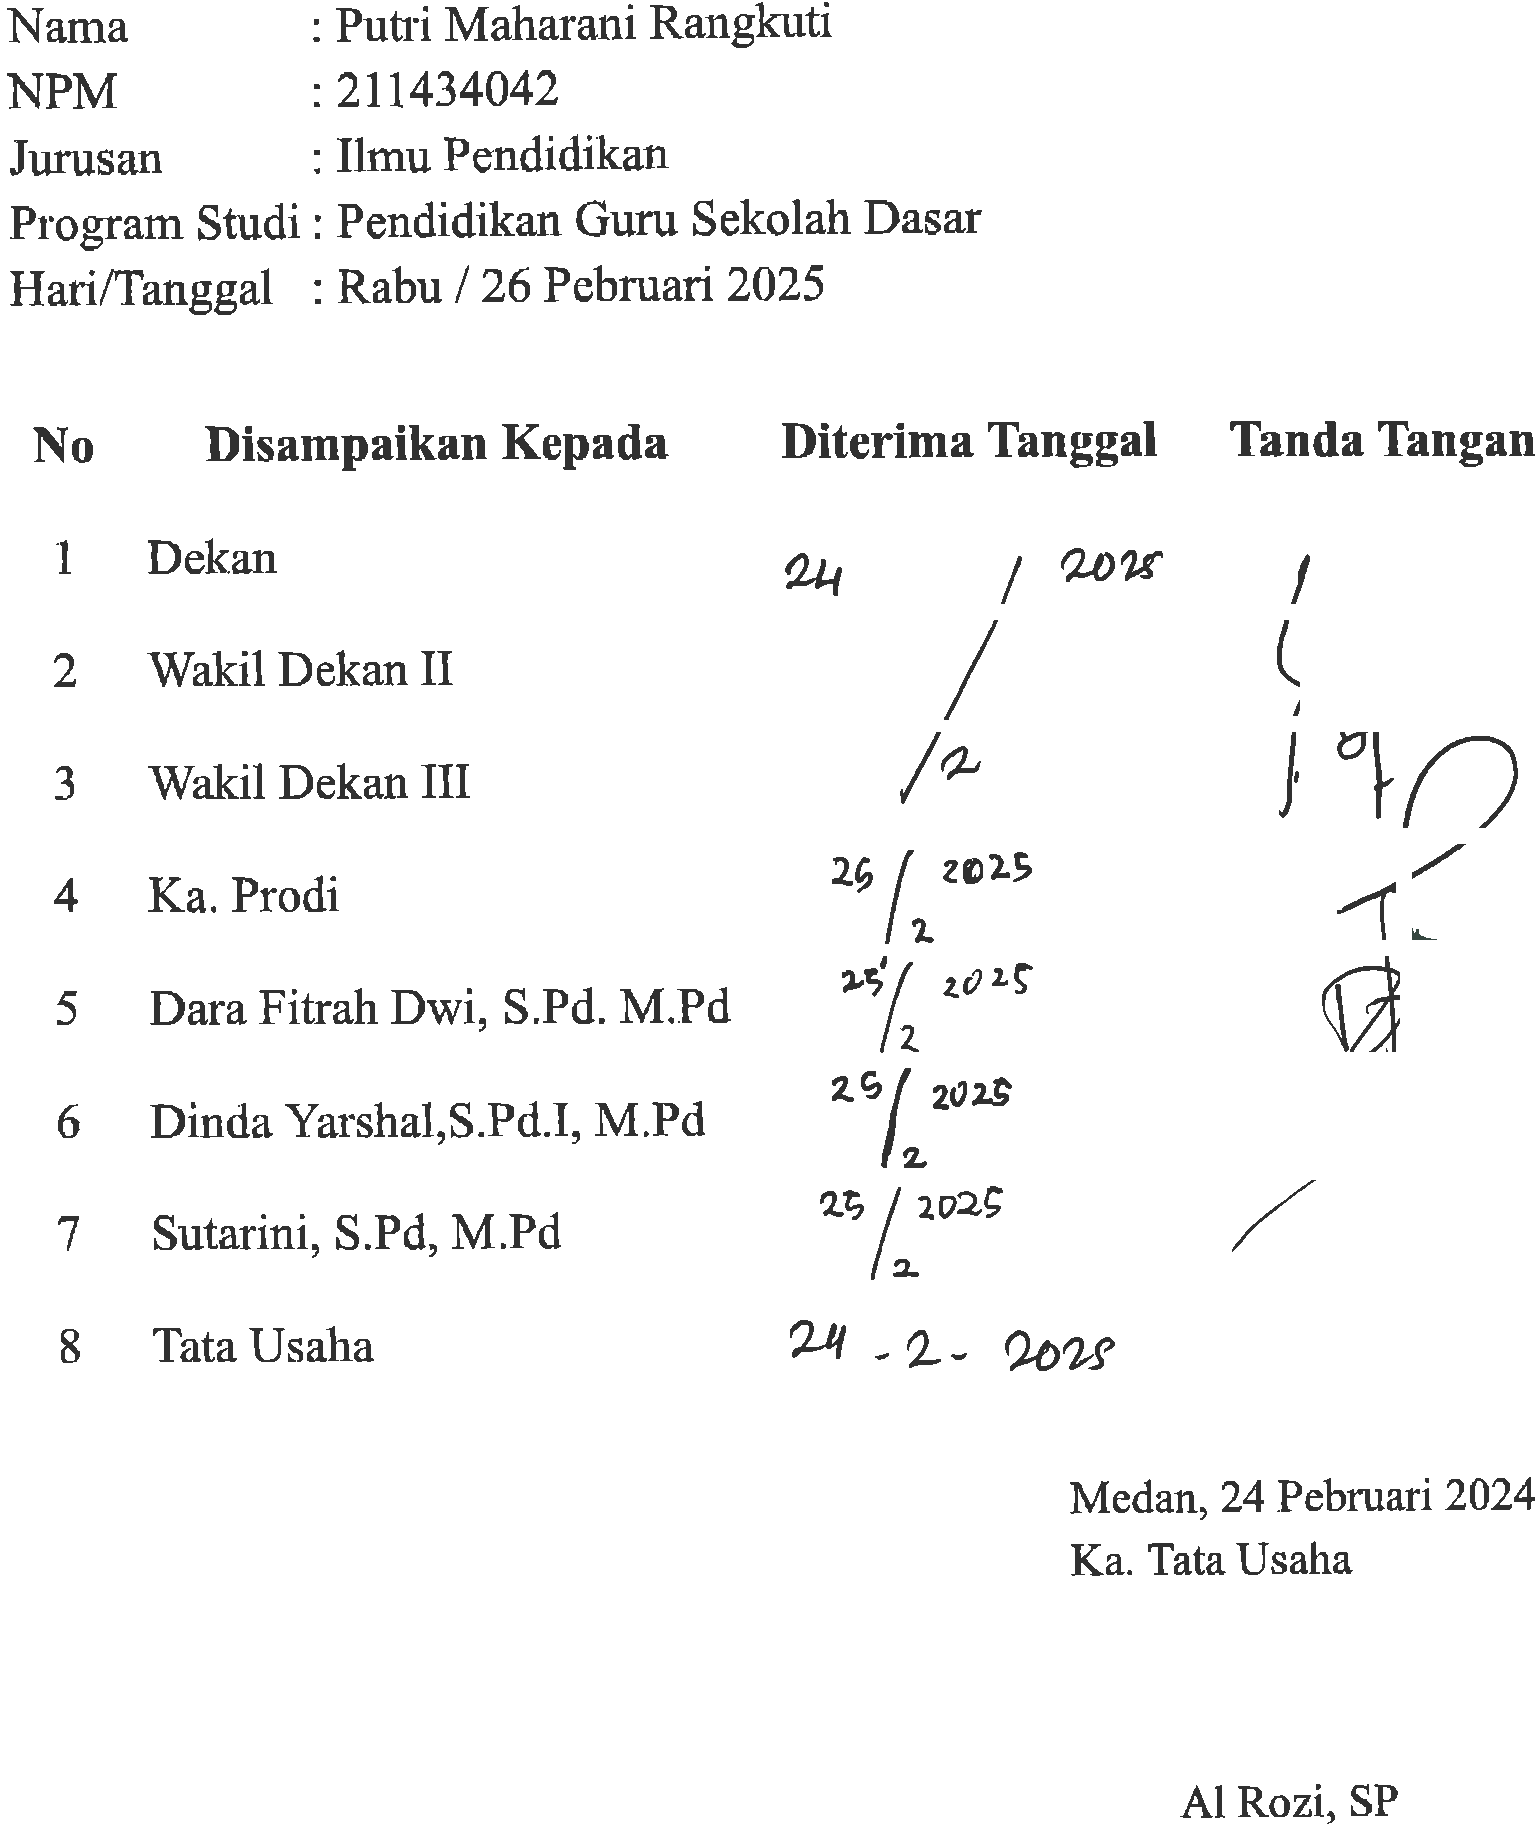 Nama : Putri Maharani Rangkuti
NPM : 211434042
Jurusan : Ilmu Pendidikan
Program Studi : Pendidikan Guru Sekolah Dasar
Hari/Tanggal : Rabu / 26 Pebruari 2025
No Disampaikan Kepada Diterima Tanggal Tanda Tangan
1 Dekan 24 / 2025
2 Wakil Dekan II
3 Wakil Dekan III 2
4 Ka. Prodi 25 / 2 2025
5 Dara Fitrah Dwi, S.Pd. M.Pd 25 / 2 2025
6 Dinda Yarshal,S.Pd.I, M.Pd 25 / 2 2025
7 Sutarini, S.Pd, M.Pd 25 / 2 2025
8 Tata Usaha 24 - 2 - 2025
Medan, 24 Pebruari 2024
Ka. Tata Usaha
Al Rozi, SP